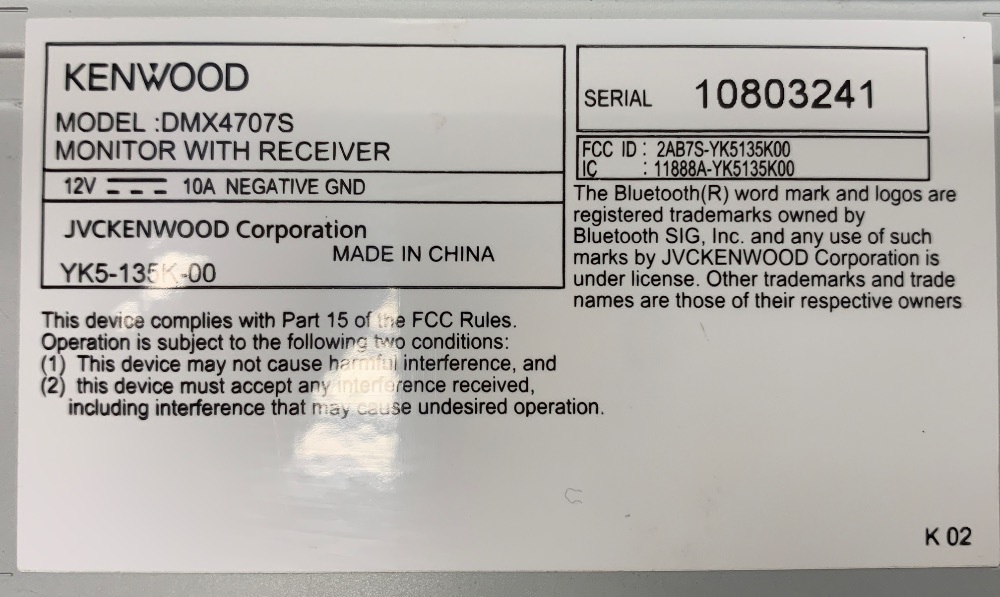 KENWOOD
MODEL :DMX4707S
MONITOR WITH RECEIVER
12V 10A NEGATIVE GND
JVCKENWOOD Corporation
MADE IN CHINA
YK5-135K-00
SERIAL 10803241
FCC ID : 2AB7S-YK5135K00
IC : 11888A-YK5135K00
The Bluetooth(R) word mark and logos are
registered trademarks owned by
Bluetooth SIG, Inc. and any use of such
marks by JVCKENWOOD Corporation is
under license. Other trademarks and trade
names are those of their respective owners
This device complies with Part 15 of the FCC Rules.
Operation is subject to the following two conditions:
(1) This device may not cause harmful interference, and
(2) this device must accept any interference received,
including interference that may cause undesired operation.
K 02